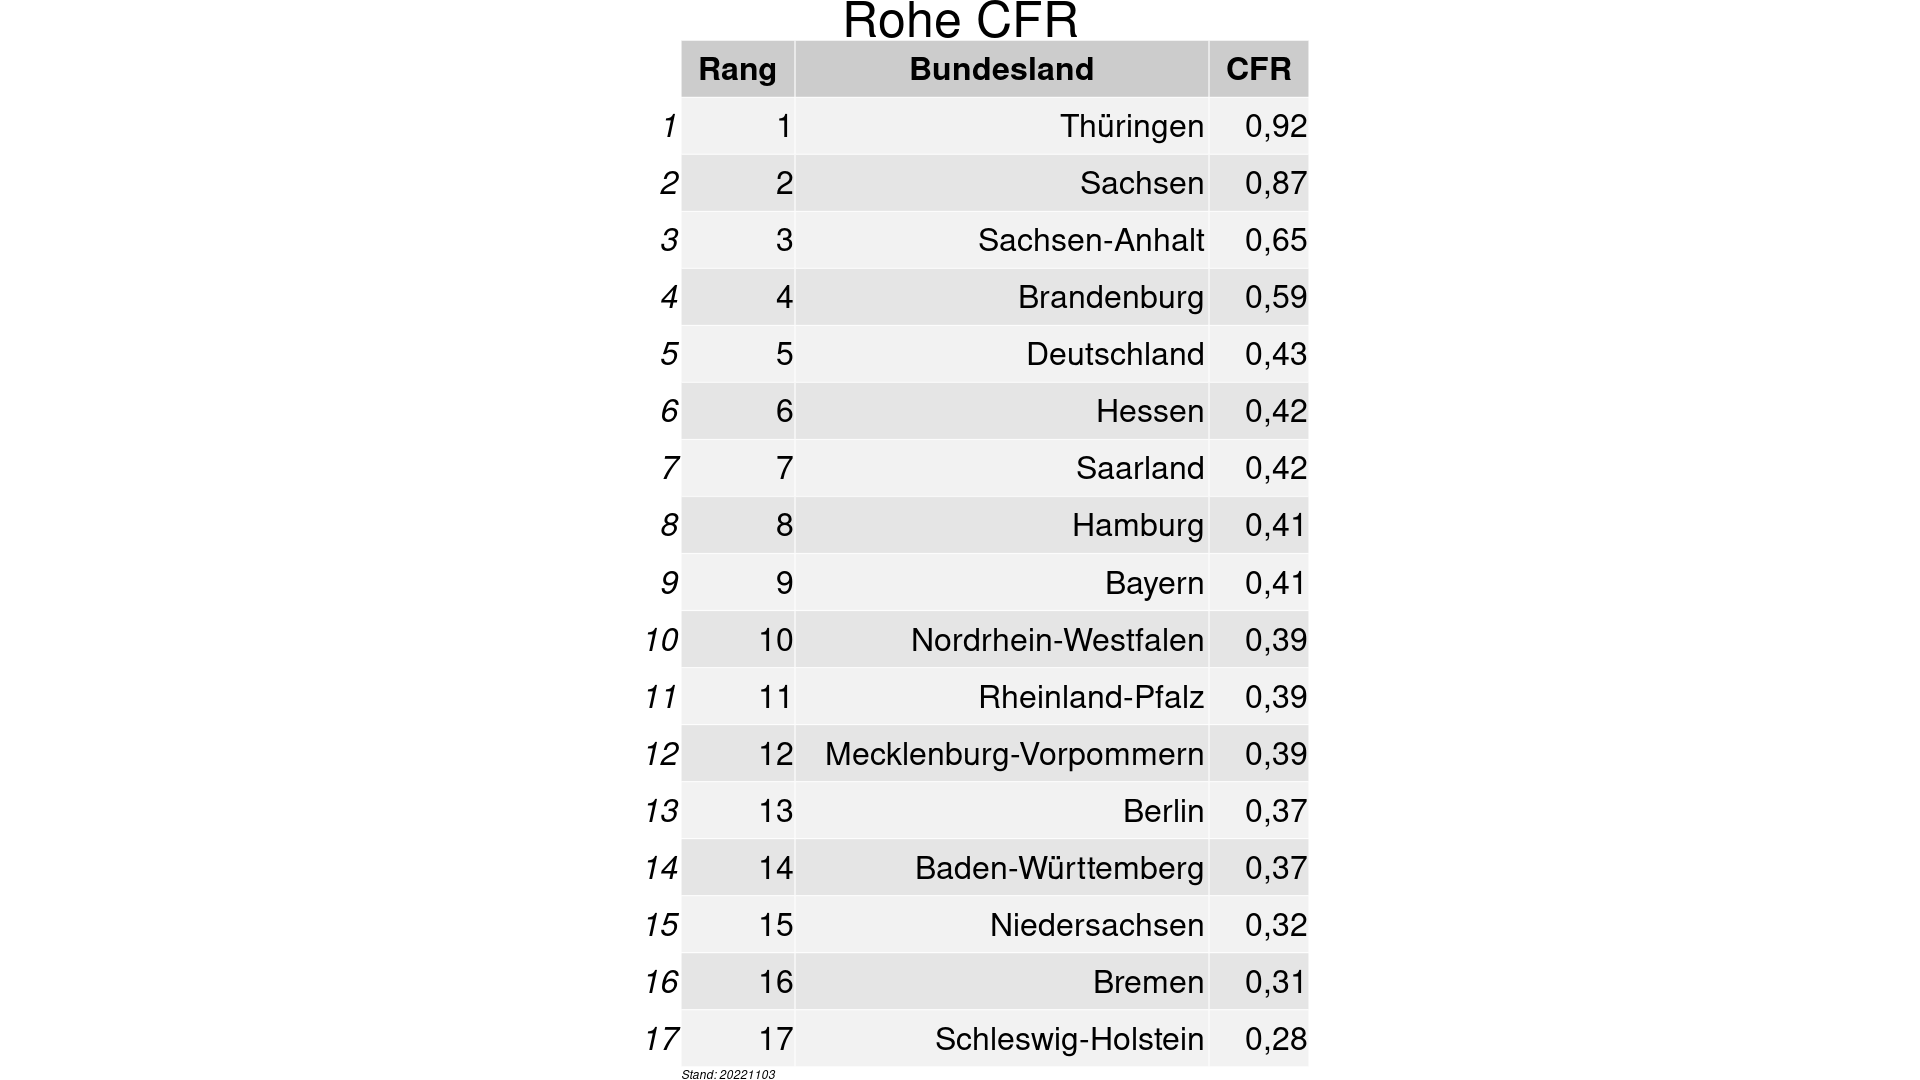 Rohe CFR
Rang Bundesland CFR
1 1 Thüringen 0,92
2 2 Sachsen 0,87
3 3 Sachsen-Anhalt 0,65
4 4 Brandenburg 0,59
5 5 Deutschland 0,43
6 6 Hessen 0,42
7 7 Saarland 0,42
8 8 Hamburg 0,41
9 9 Bayern 0,41
10 10 Nordrhein-Westfalen 0,39
11 11 Rheinland-Pfalz 0,39
12 12 Mecklenburg-Vorpommern 0,39
13 13 Berlin 0,37
14 14 Baden-Württemberg 0,37
15 15 Niedersachsen 0,32
16 16 Bremen 0,31
17 17 Schleswig-Holstein 0,28
Stand: 20221103